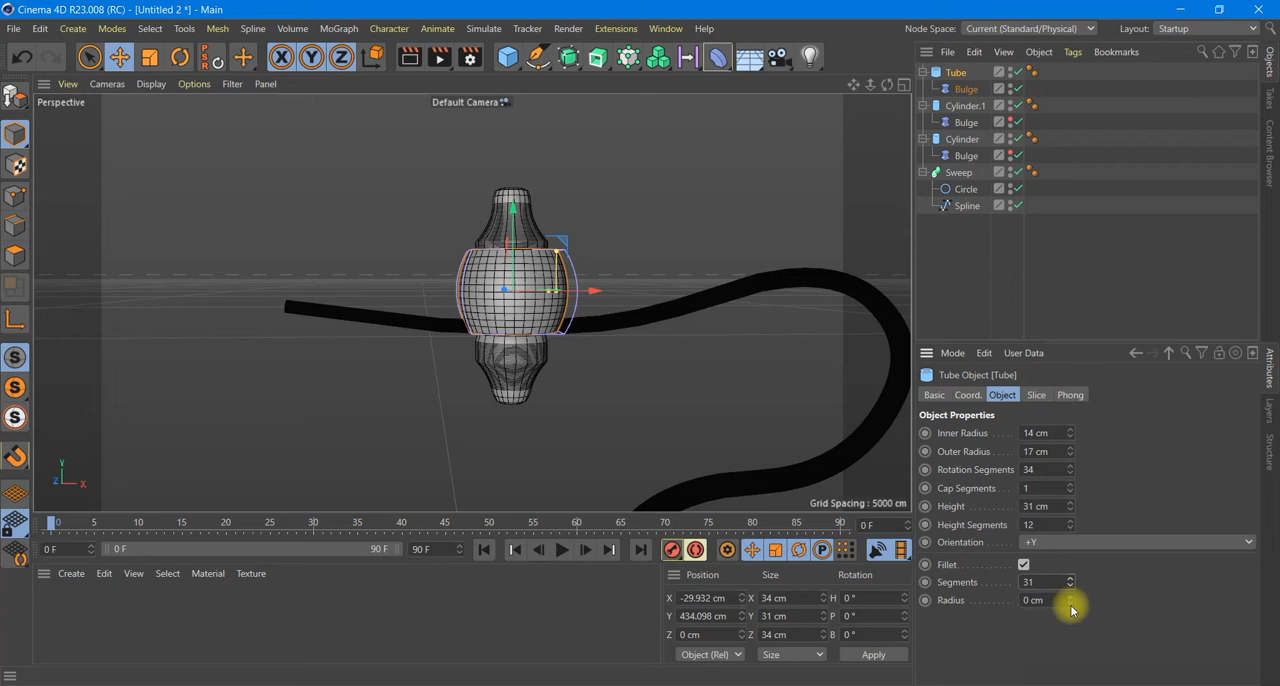 Cinema 4D R23.008 (RC) - [Untitled 2 *] - Main
File Edit Create Modes Select Tools Mesh Spline Volume MoGraph Character Animate Simulate Tracker Render Extensions Window Help Node Space: Current (Standard/Physical) Layout: Startup
X Y Z
File Edit View Object Tags Bookmarks
View Cameras Display Options Filter Panel
Perspective Default Camera
Tube
Bulge
Cylinder.1
Bulge
Cylinder
Bulge
Sweep
Circle
Spline
Objects
Takes
Content Browser
Mode Edit User Data
Tube Object [Tube]
Basic Coord. Object Slice Phong
Object Properties
Inner Radius 14 cm
Outer Radius 17 cm
Rotation Segments 34
Cap Segments 1
Height 31 cm
Height Segments 12
Orientation +Y
Fillet
Segments 31
Radius 0 cm
Attributes
Layers
Structure
Y
Z X
Grid Spacing : 5000 cm
0 5 10 15 20 25 30 35 40 45 50 55 60 65 70 75 80 85 90 0 F
0 F 0 F 90 F 90 F
Create Edit View Select Material Texture
Position Size Rotation
X -29.932 cm X 34 cm H 0 °
Y 434.098 cm Y 31 cm P 0 °
Z 0 cm Z 34 cm B 0 °
Object (Rel) Size Apply